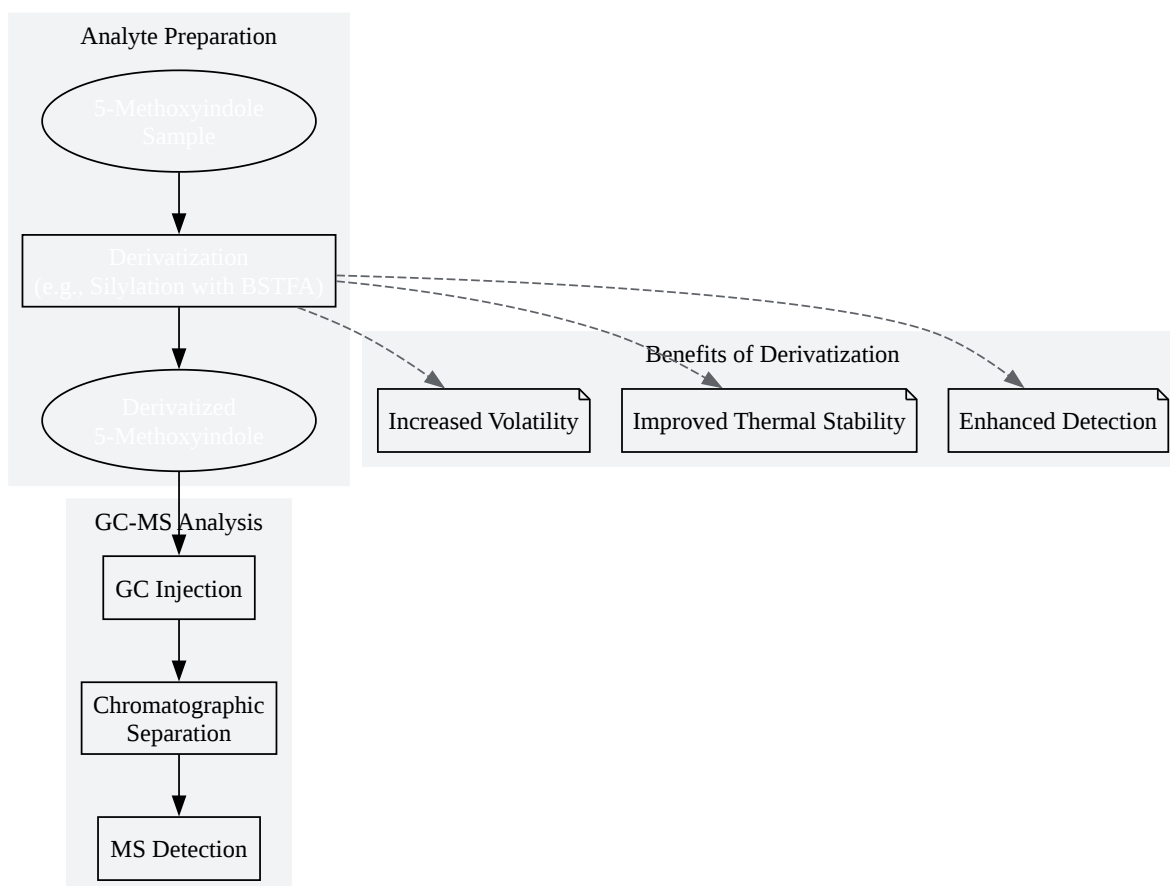 Analyte Preparation
5-Methoxyindole
Sample
Derivatization
(e.g., Silylation with BSTFA)
Derivatized
5-Methoxyindole
Benefits of Derivatization
Increased Volatility
Improved Thermal Stability
Enhanced Detection
GC-MS Analysis
GC Injection
Chromatographic
Separation
MS Detection